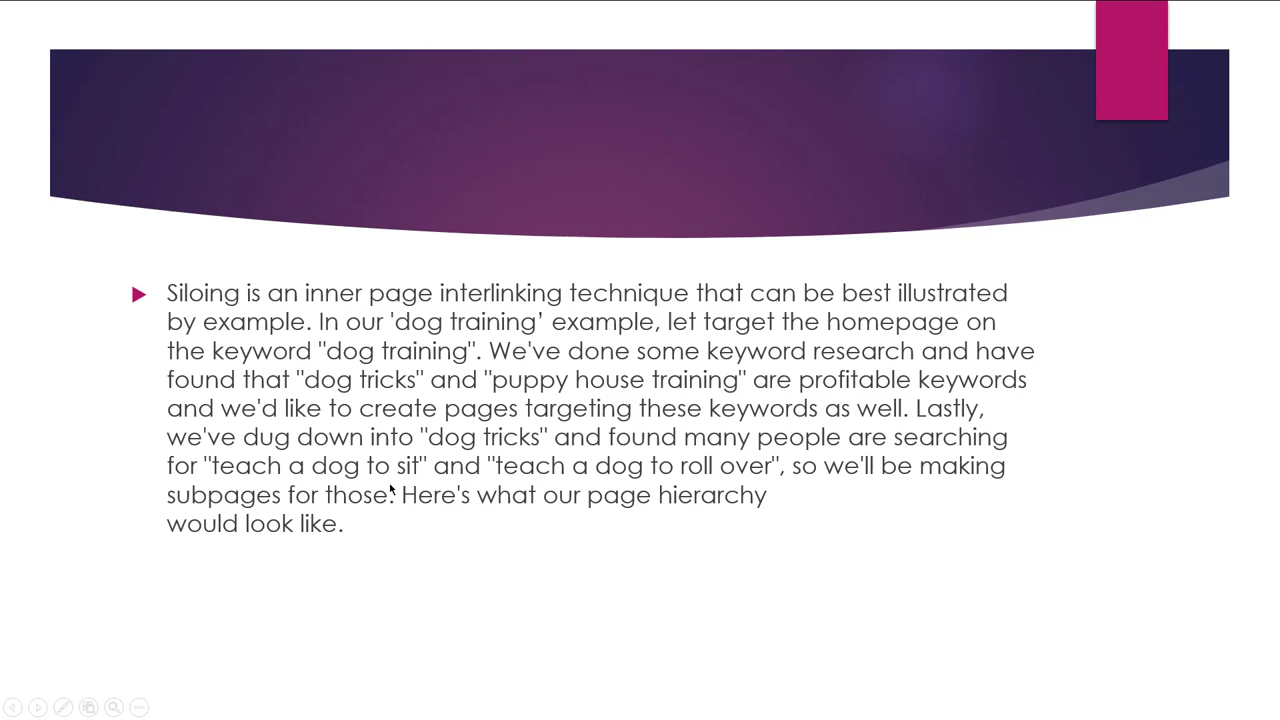 Siloing is an inner page interlinking technique that can be best illustrated
by example. In our 'dog training’ example, let target the homepage on
the keyword "dog training". We've done some keyword research and have
found that "dog tricks" and "puppy house training" are profitable keywords
and we'd like to create pages targeting these keywords as well. Lastly,
we've dug down into "dog tricks" and found many people are searching
for "teach a dog to sit" and "teach a dog to roll over", so we'll be making
subpages for those. Here's what our page hierarchy
would look like.